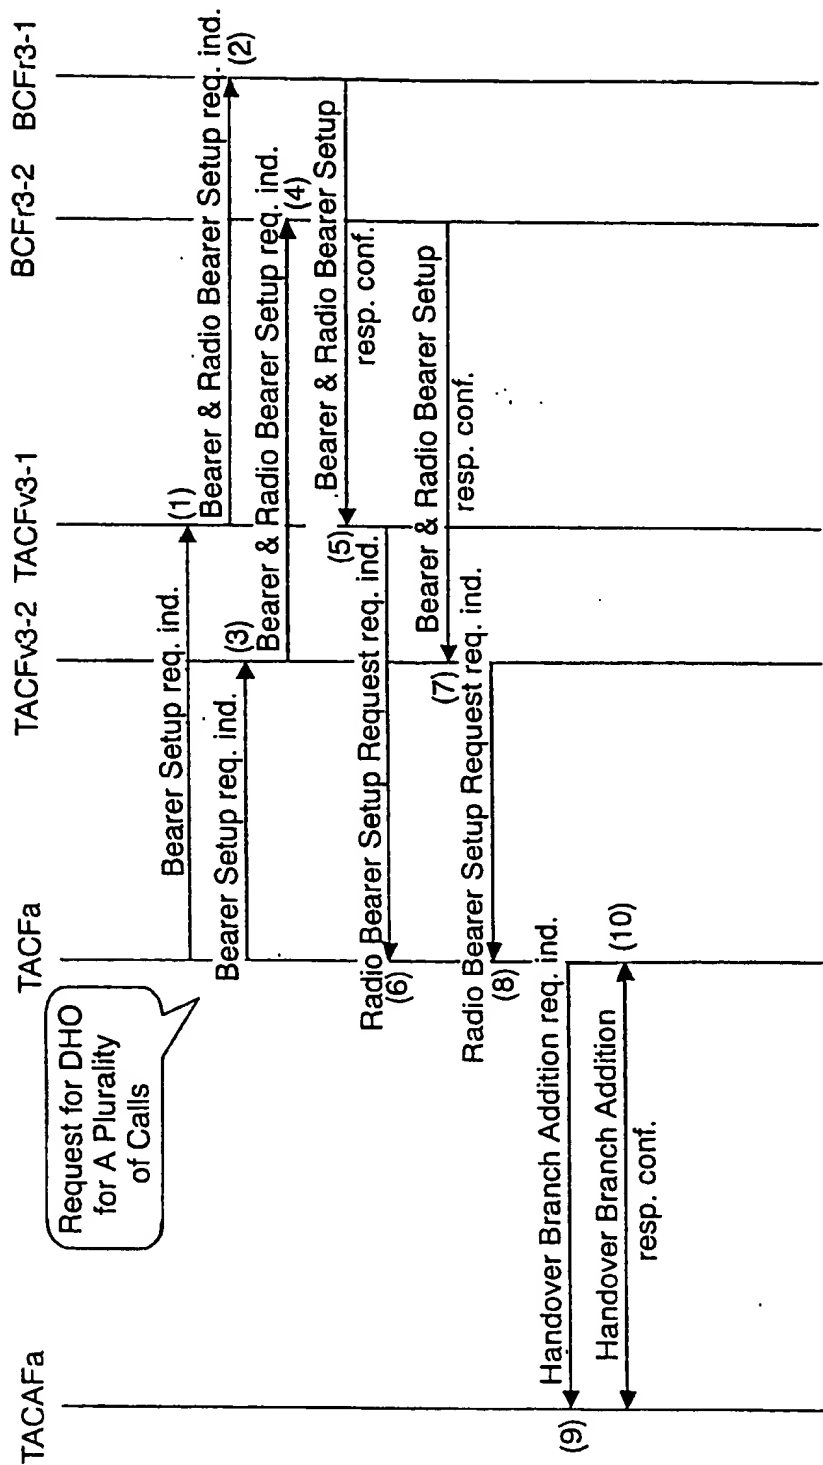 TACAFa
TACFa
TACFv3-2
TACFv3-1
BCFr3-2
BCFr3-1
Request for DHO
for A Plurality
of Calls
Bearer Setup req. ind.
(1)
Bearer & Radio Bearer Setup req. ind.
(2)
Bearer Setup req. ind.
(3)
Bearer & Radio Bearer Setup req. ind.
(4)
Bearer & Radio Bearer Setup
resp. conf.
(5)
Radio Bearer Setup Request req. ind.
(6)
Bearer & Radio Bearer Setup
resp. conf.
(7)
Radio Bearer Setup Request req. ind.
(8)
Handover Branch Addition req. ind.
(9)
Handover Branch Addition
resp. conf.
(10)